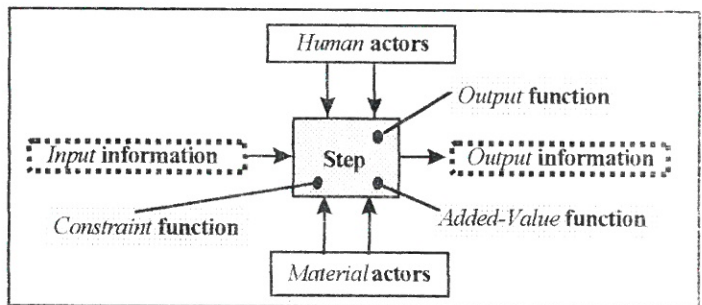 Human actors
Output function
Input information
Step
Output information
Constraint function
Added-Value function
Material actors